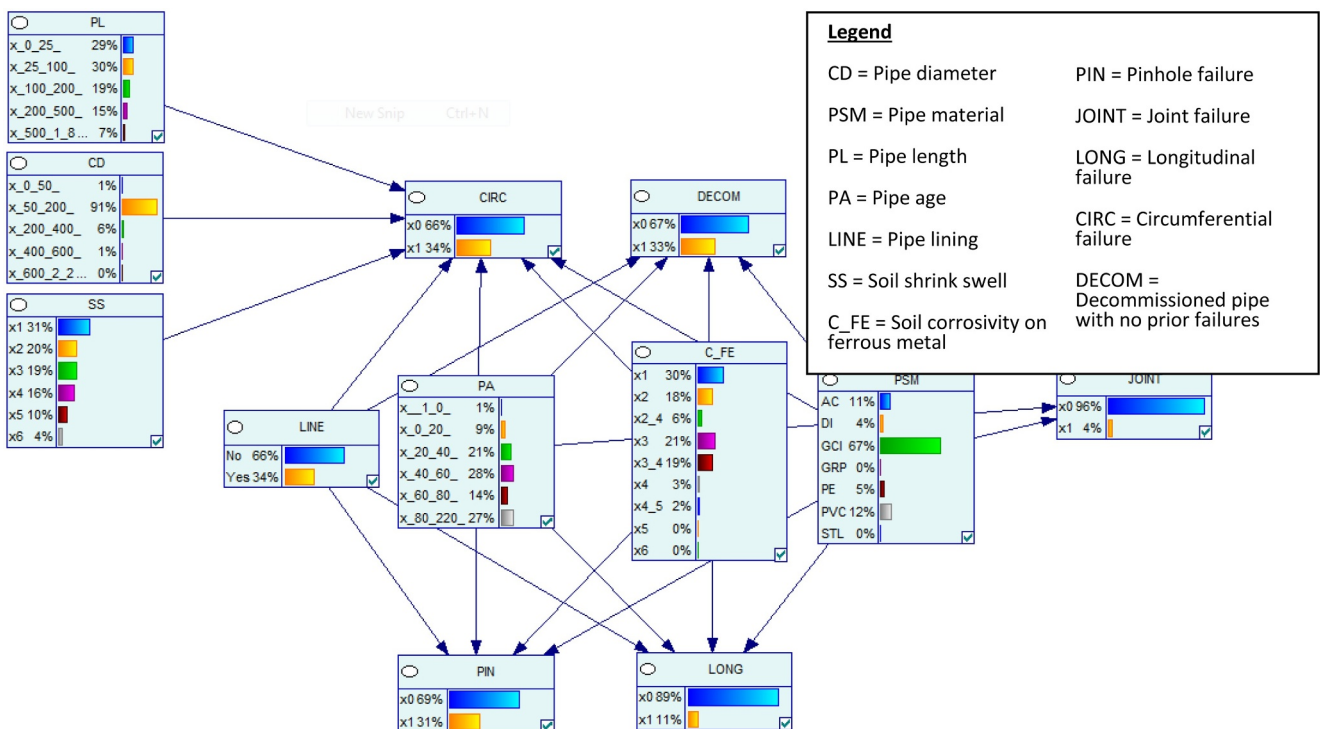 PL
x_0_25_ 29%
x_25_100_ 30%
x_100_200_ 19%
x_200_500_ 15%
x_500_1_8... 7%
CD
x_0_50_ 1%
x_50_200_ 91%
x_200_400_ 6%
x_400_600_ 1%
x_600_2_2... 0%
SS
x1 31%
x2 20%
x3 19%
x4 16%
x5 10%
x6 4%
New Snip Ctrl+N
CIRC
x0 66%
x1 34%
DECOM
x0 67%
x1 33%
LINE
No 66%
Yes 34%
PA
x__1_0_ 1%
x_0_20_ 9%
x_20_40_ 21%
x_40_60_ 28%
x_60_80_ 14%
x_80_220_ 27%
C_FE
x1 30%
x2 18%
x2_4 6%
x3 21%
x3_4 19%
x4 3%
x4_5 2%
x5 0%
x6 0%
PSM
AC 11%
DI 4%
GCI 67%
GRP 0%
PE 5%
PVC 12%
STL 0%
JOINT
x0 96%
x1 4%
PIN
x0 69%
x1 31%
LONG
x0 89%
x1 11%
Legend
CD = Pipe diameter
PSM = Pipe material
PL = Pipe length
PA = Pipe age
LINE = Pipe lining
SS = Soil shrink swell
C_FE = Soil corrosivity on
ferrous metal
PIN = Pinhole failure
JOINT = Joint failure
LONG = Longitudinal
failure
CIRC = Circumferential
failure
DECOM =
Decommissioned pipe
with no prior failures